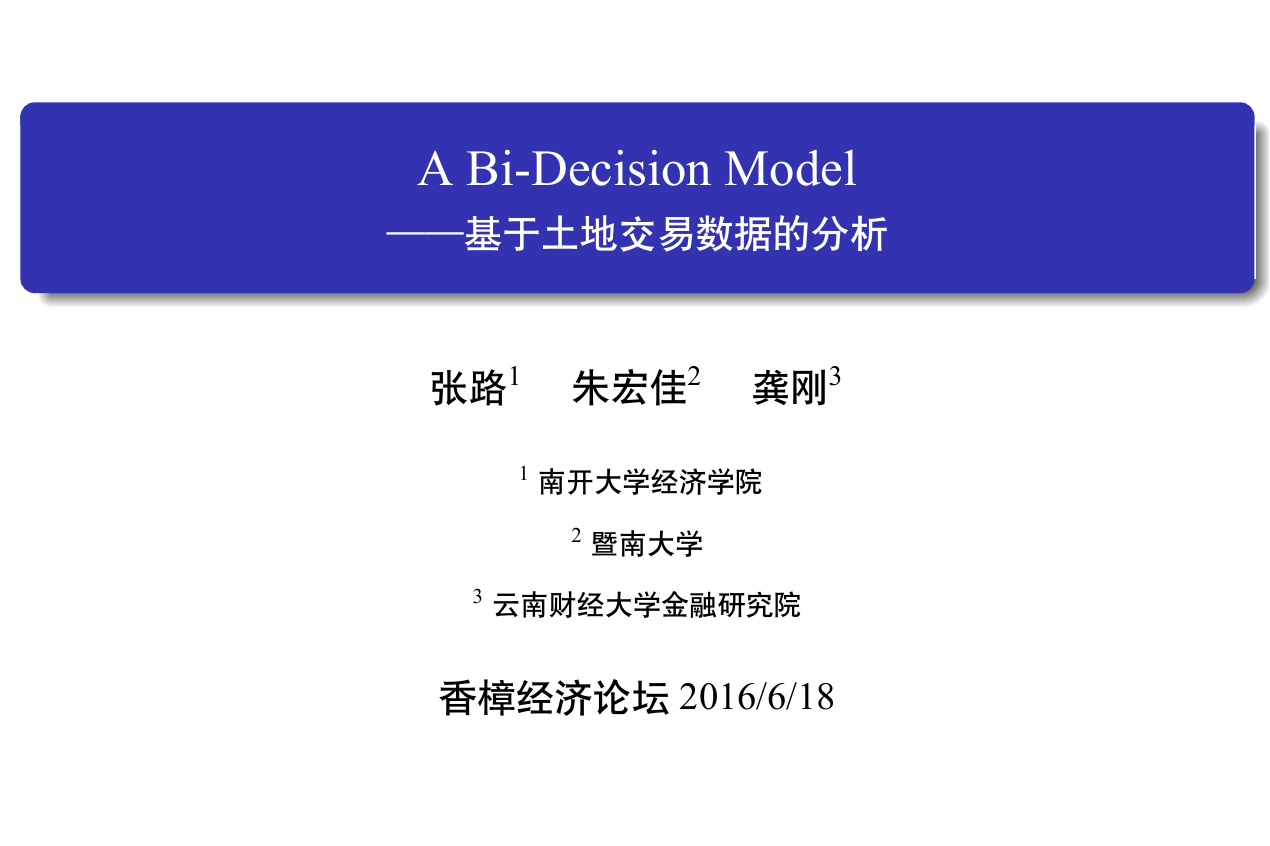 A Bi-Decision Model
——基于土地交易数据的分析
张路1 朱宏佳2 龚刚3
1 南开大学经济学院
2 暨南大学
3 云南财经大学金融研究院
香樟经济论坛 2016/6/18